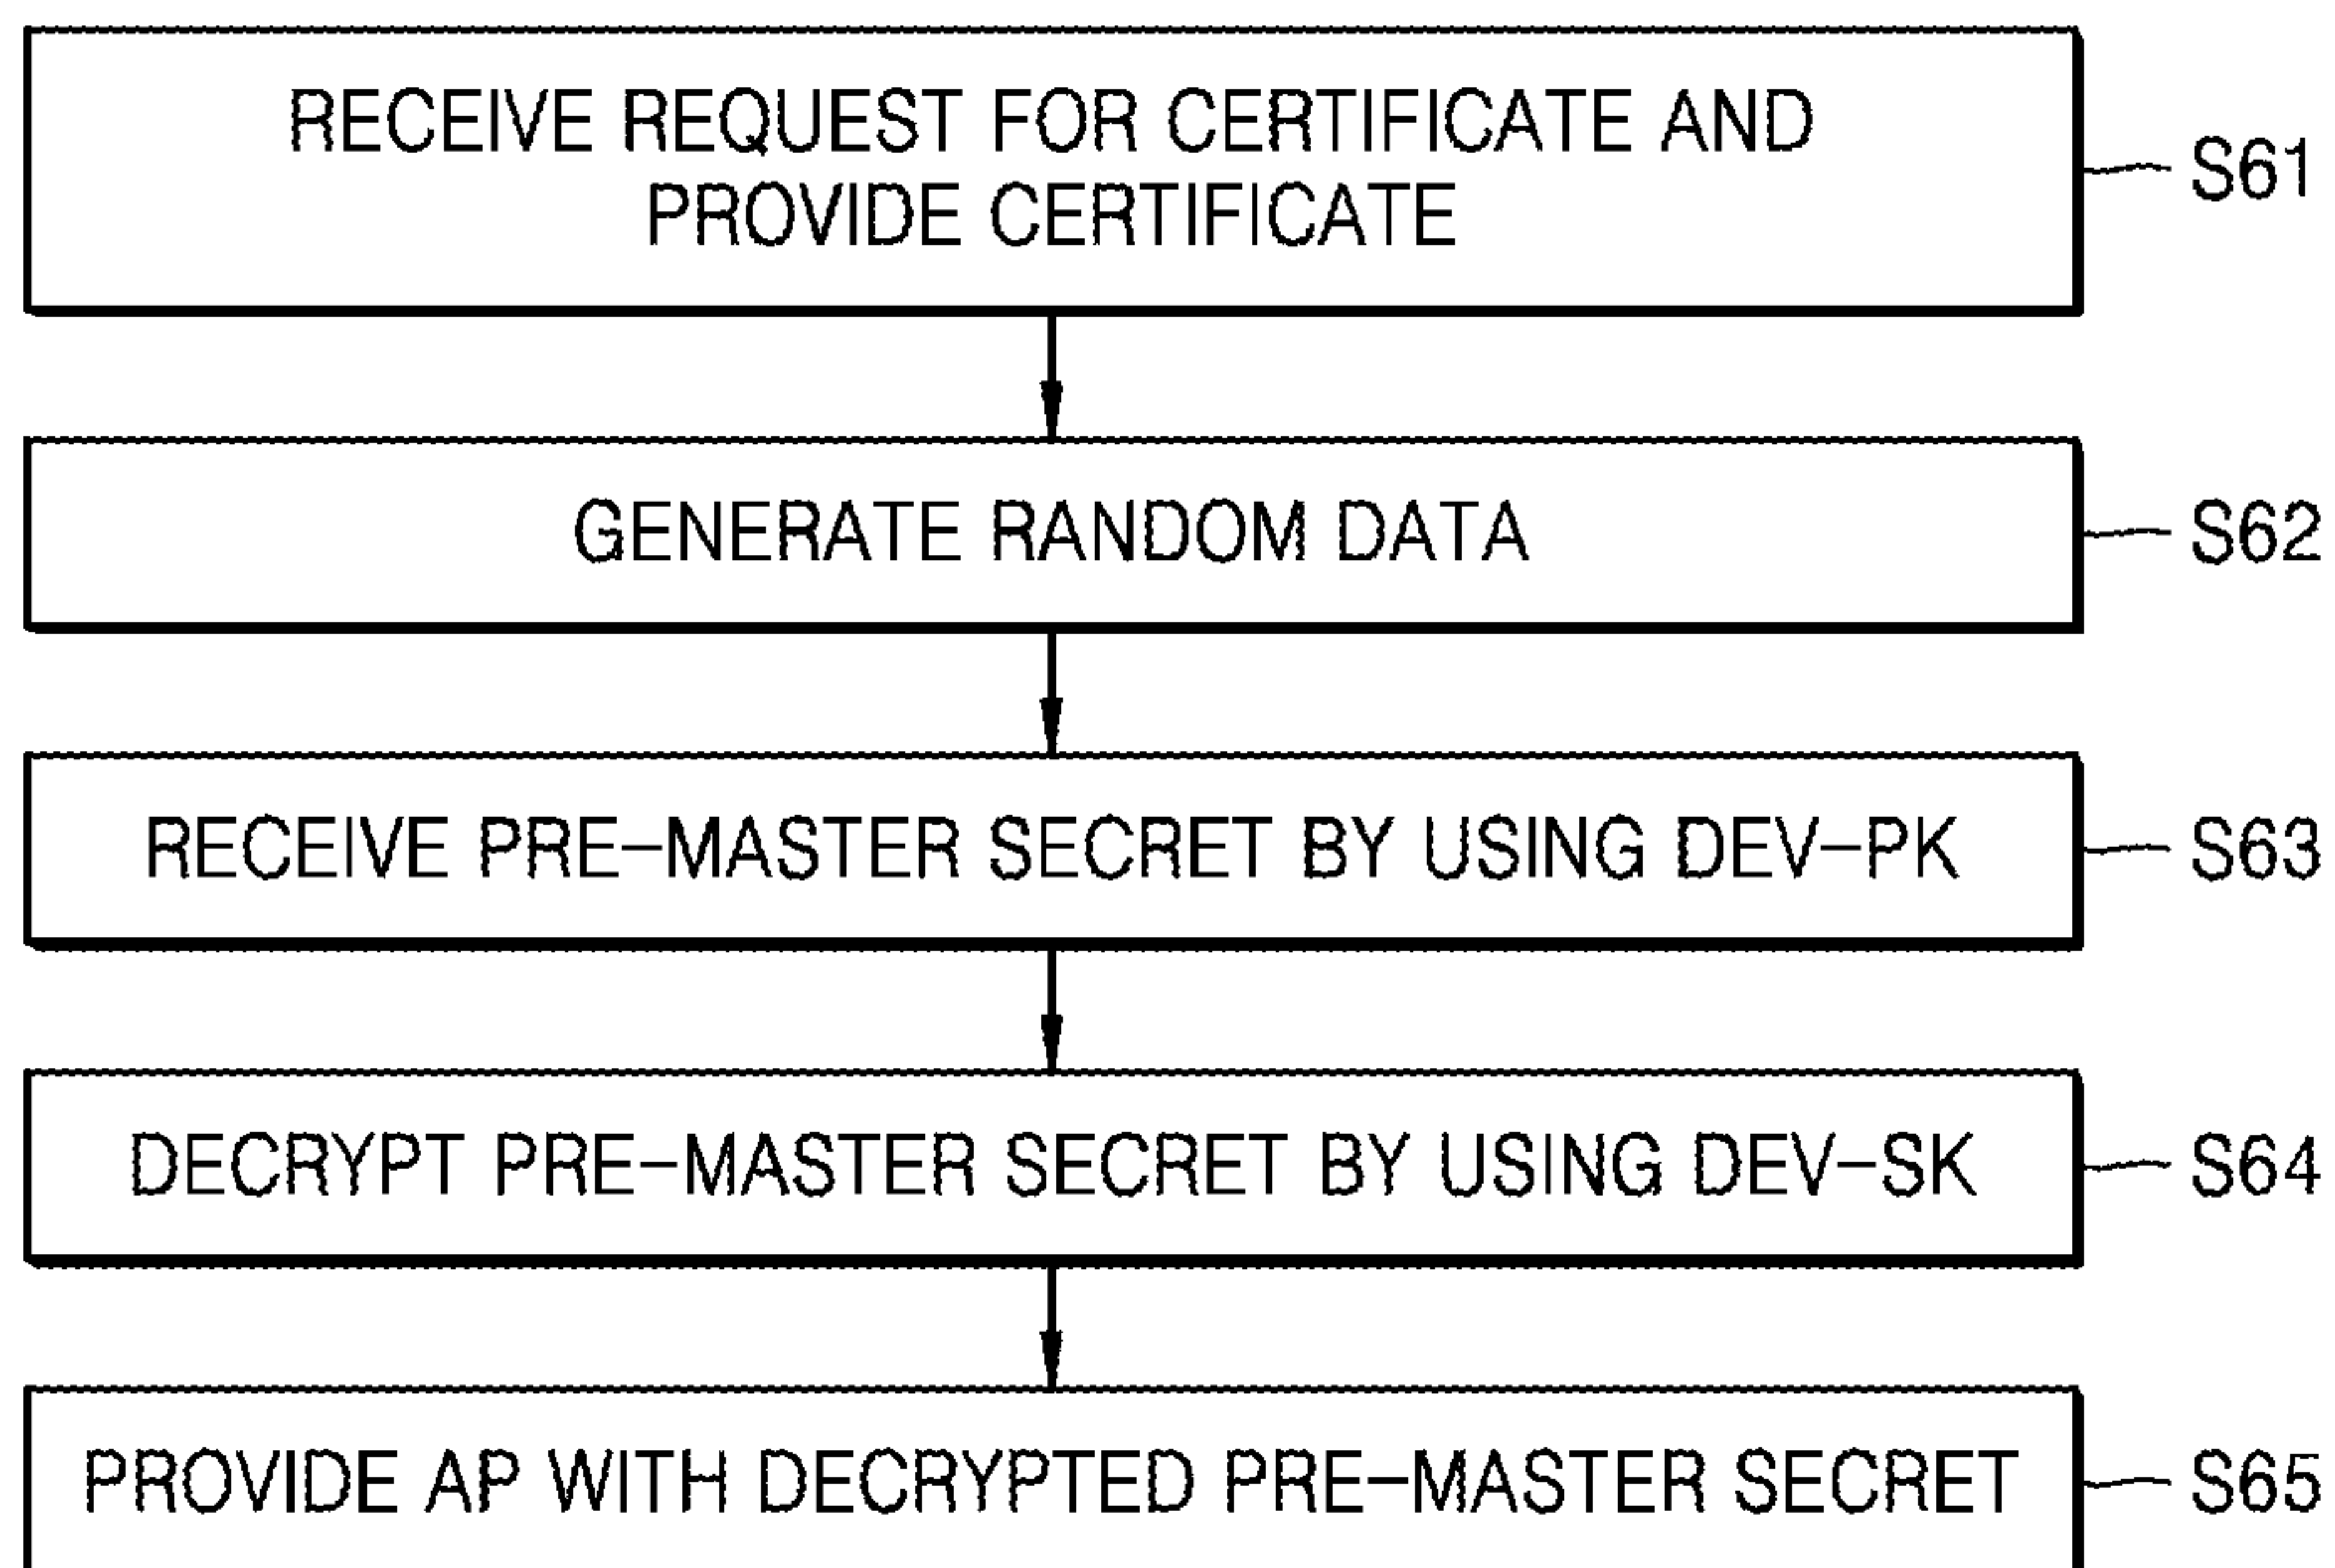 RECEIVE REQUEST FOR CERTIFICATE AND
PROVIDE CERTIFICATE
S61
GENERATE RANDOM DATA
S62
RECEIVE PRE-MASTER SECRET BY USING DEV-PK
S63
DECRYPT PRE-MASTER SECRET BY USING DEV-SK
S64
PROVIDE AP WITH DECRYPTED PRE-MASTER SECRET
S65